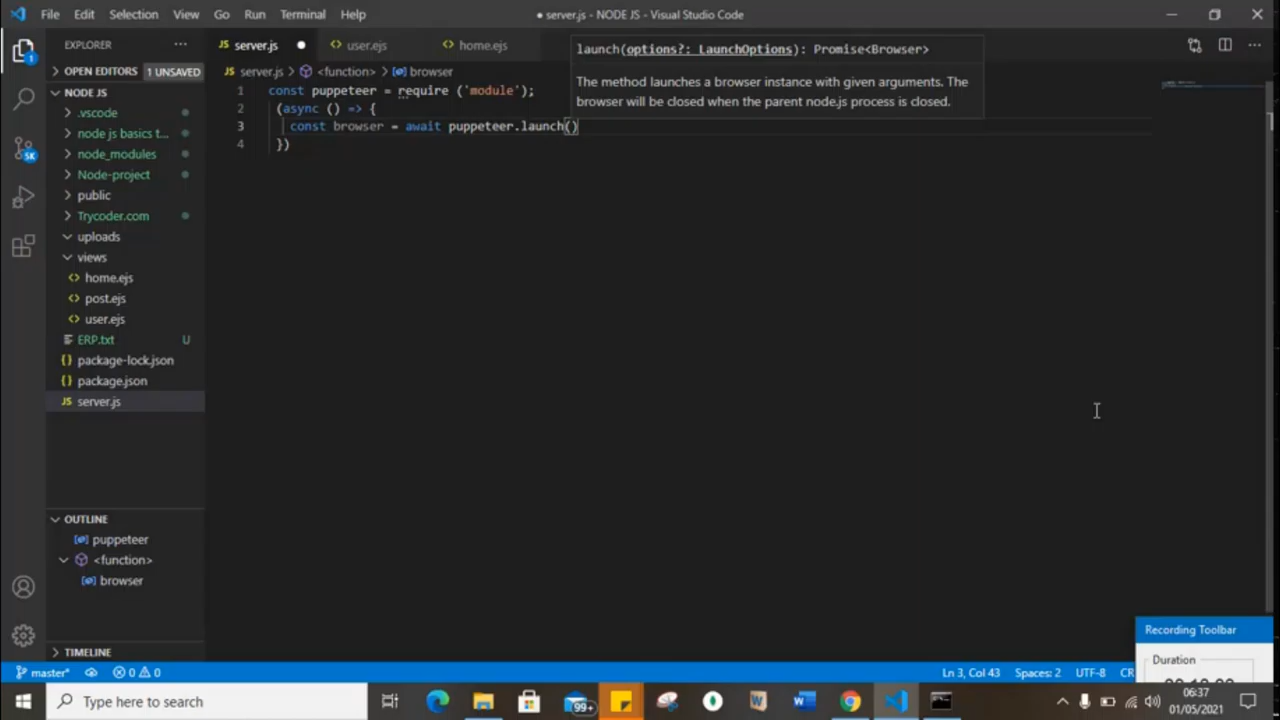 File Edit Selection View Go Run Terminal Help
● server.js - NODE JS - Visual Studio Code
EXPLORER
OPEN EDITORS 1 UNSAVED
NODE JS
.vscode
node js basics t...
node_modules
Node-project
public
Trycoder.com
uploads
views
home.ejs
post.ejs
user.ejs
ERP.txt U
package-lock.json
package.json
server.js
OUTLINE
puppeteer
<function>
browser
TIMELINE
JS server.js ● user.ejs home.ejs
JS server.js > <function> > browser
1 const puppeteer = require ('module');
2 (async () => {
3 const browser = await puppeteer.launch()
4 })
launch(options?: LaunchOptions): Promise<Browser>
The method launches a browser instance with given arguments. The
browser will be closed when the parent node.js process is closed.
Recording Toolbar
Duration
master* 0 0 Ln 3, Col 43 Spaces: 2 UTF-8
Type here to search
99+
06:37
01/05/2021